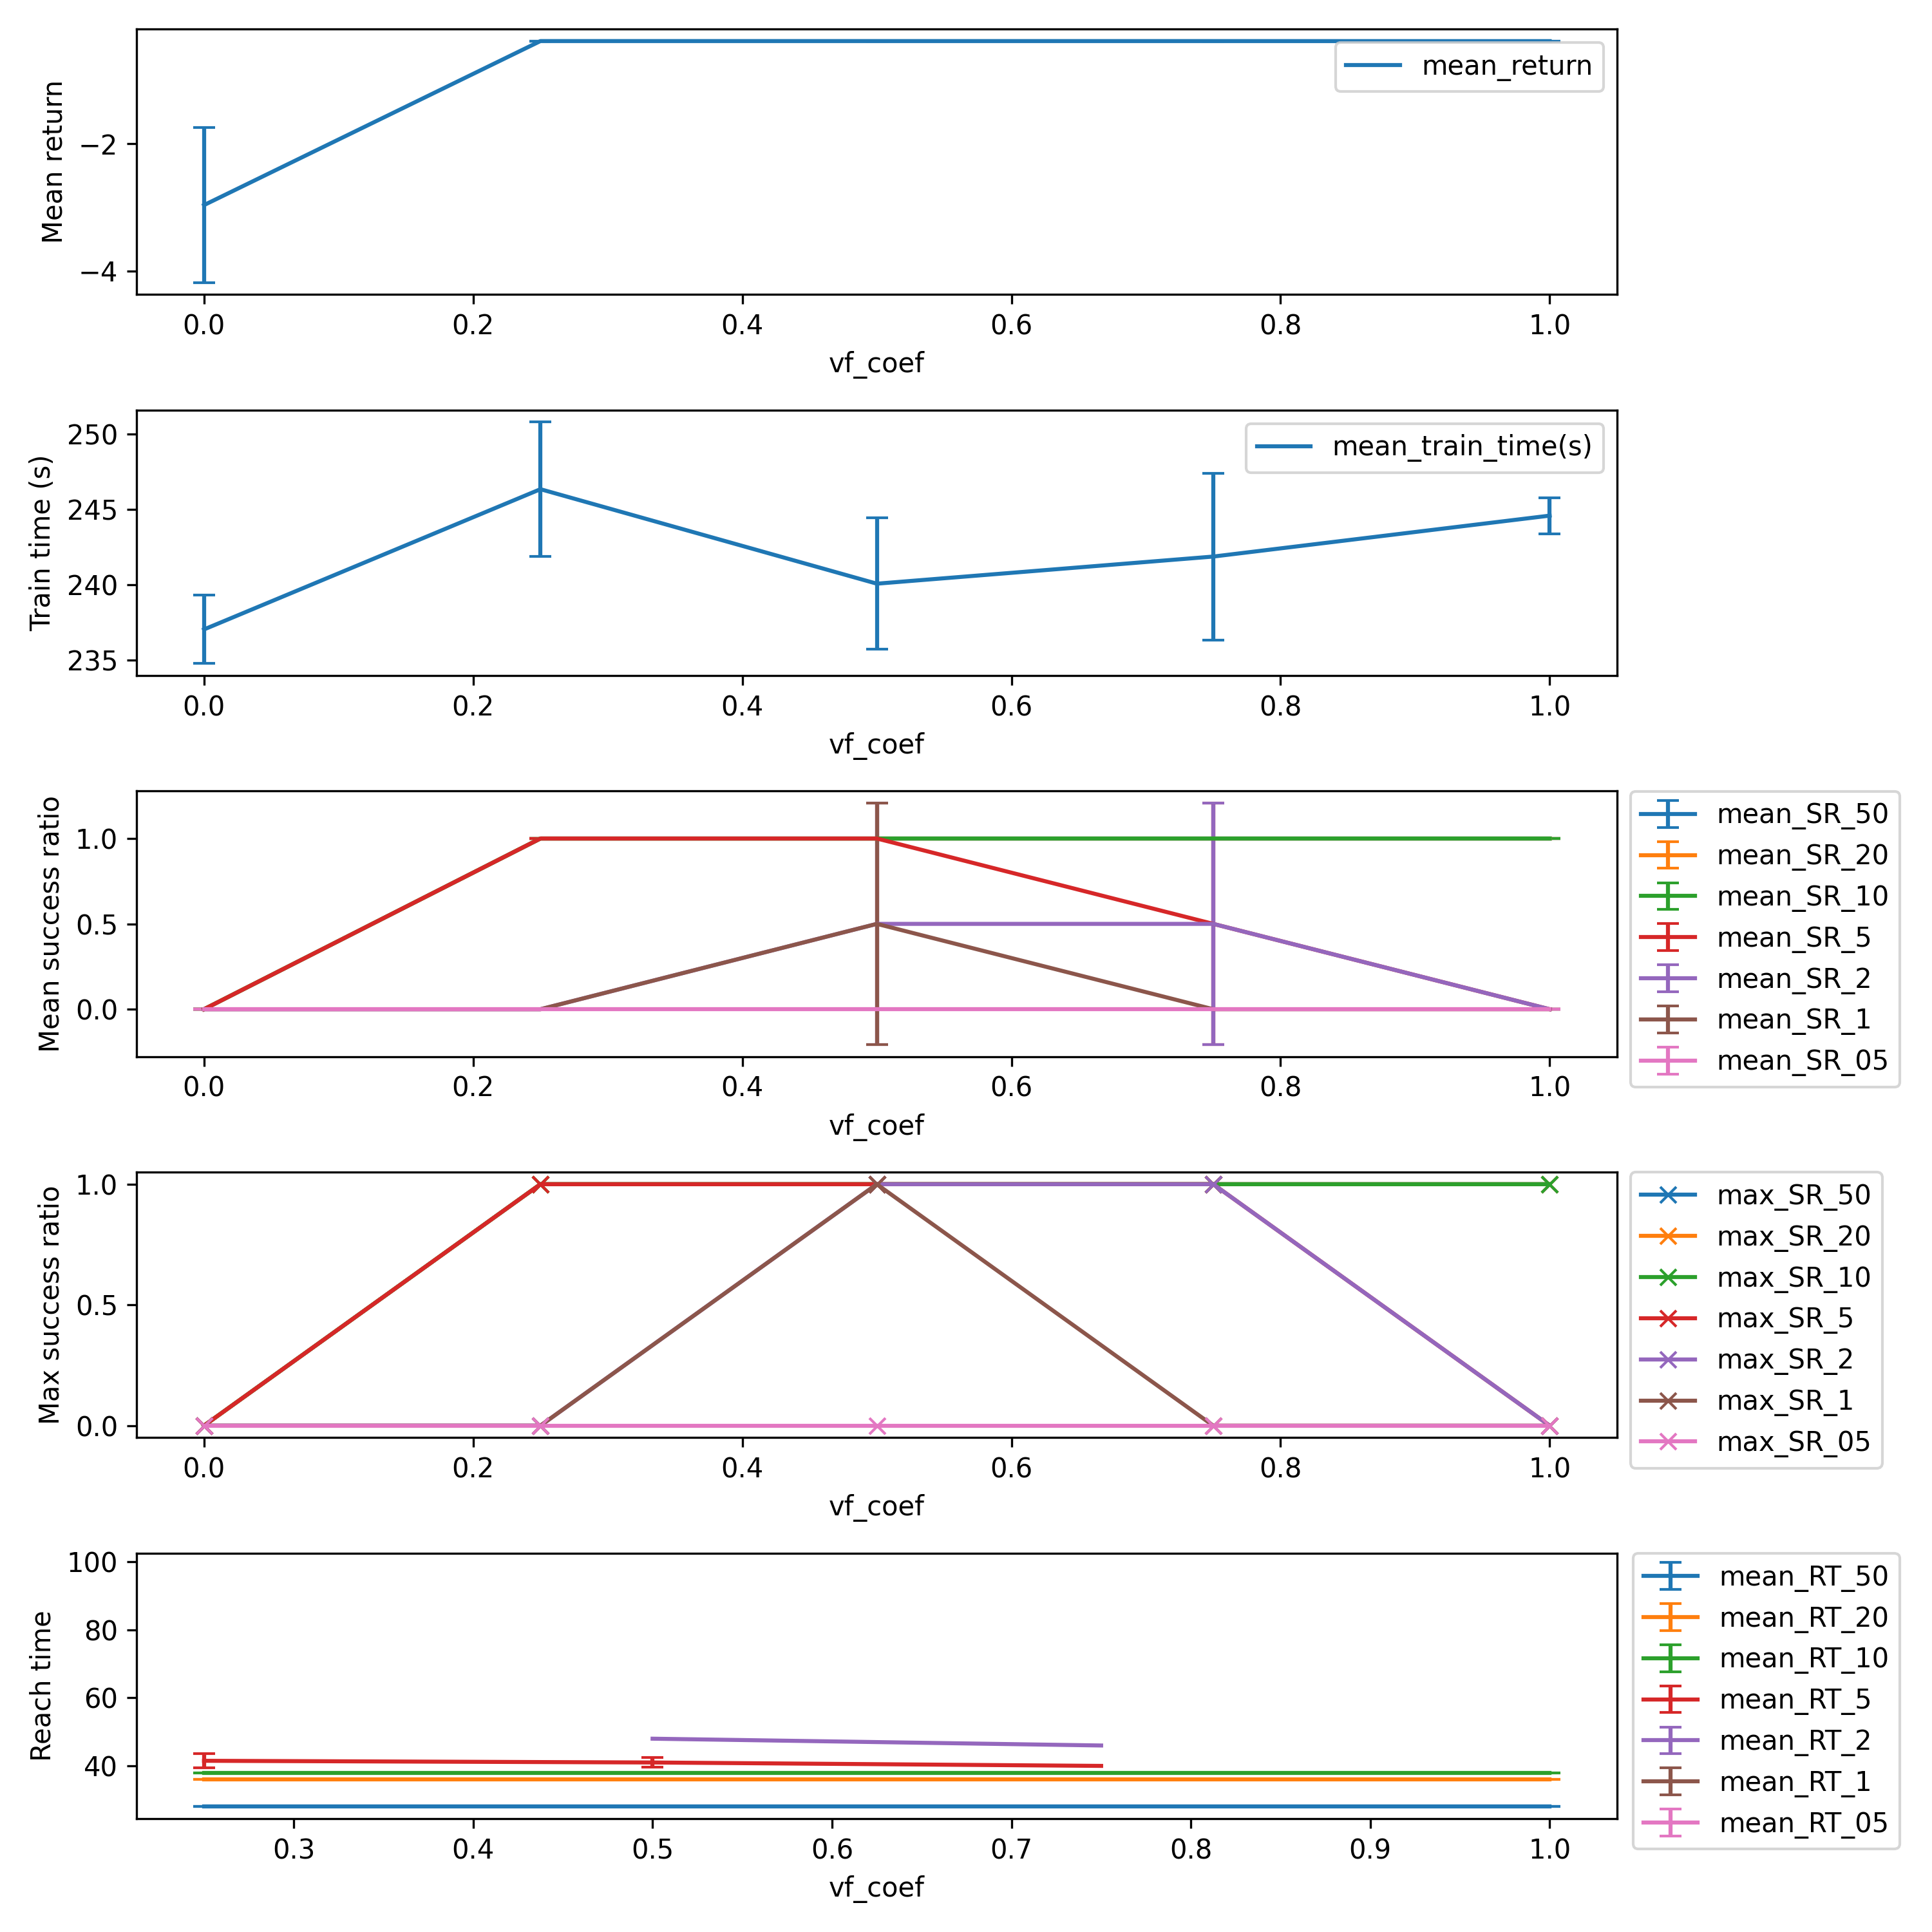 mean_return
Mean return
−2
−4
0.0 0.2 0.4 0.6 0.8 1.0
vf_coef
mean_train_time(s)
Train time (s)
250
245
240
235
0.0 0.2 0.4 0.6 0.8 1.0
vf_coef
Mean success ratio
1.0
0.5
0.0
0.0 0.2 0.4 0.6 0.8 1.0
vf_coef
mean_SR_50
mean_SR_20
mean_SR_10
mean_SR_5
mean_SR_2
mean_SR_1
mean_SR_05
Max success ratio
1.0
0.5
0.0
0.0 0.2 0.4 0.6 0.8 1.0
vf_coef
max_SR_50
max_SR_20
max_SR_10
max_SR_5
max_SR_2
max_SR_1
max_SR_05
Reach time
100
80
60
40
0.3 0.4 0.5 0.6 0.7 0.8 0.9 1.0
vf_coef
mean_RT_50
mean_RT_20
mean_RT_10
mean_RT_5
mean_RT_2
mean_RT_1
mean_RT_05